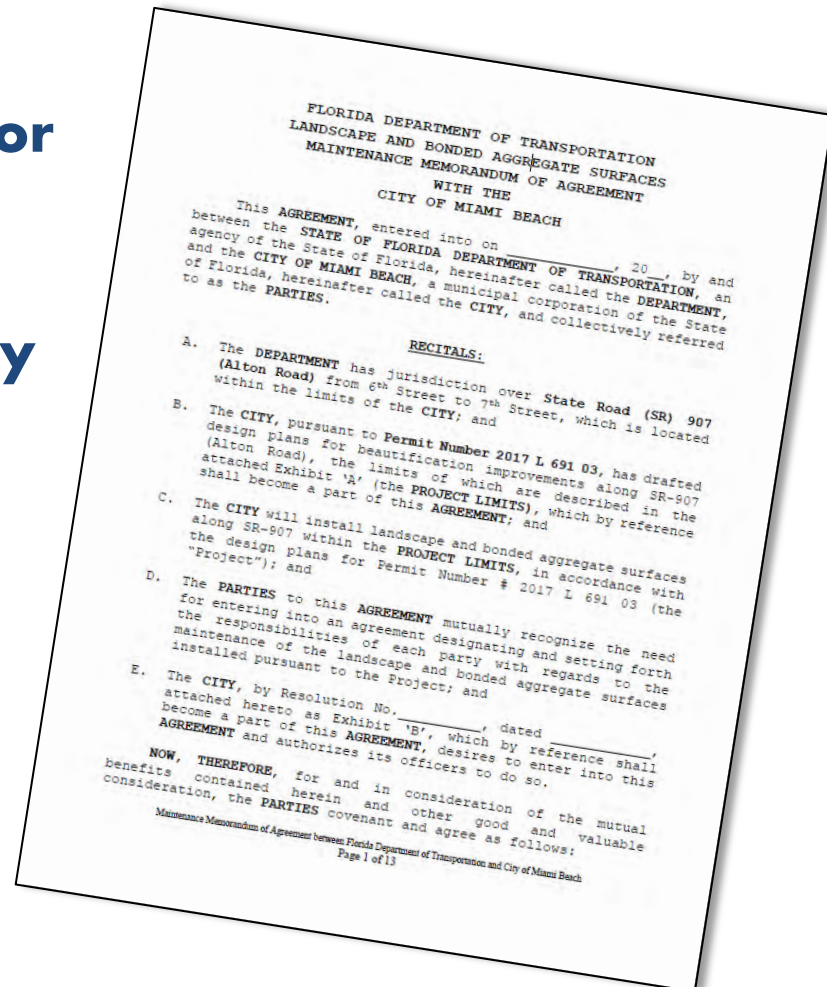 or
y
FLORIDA DEPARTMENT OF TRANSPORTATION
LANDSCAPE AND BONDED AGGREGATE SURFACES
MAINTENANCE MEMORANDUM OF AGREEMENT
WITH THE
CITY OF MIAMI BEACH
This AGREEMENT, entered into on ____________, 20__, by and
between the STATE OF FLORIDA DEPARTMENT OF TRANSPORTATION, an
agency of the State of Florida, hereinafter called the DEPARTMENT,
and the CITY OF MIAMI BEACH, a municipal corporation of the State
of Florida, hereinafter called the CITY, and collectively referred
to as the PARTIES.
RECITALS:
A. The DEPARTMENT has jurisdiction over State Road (SR) 907
(Alton Road) from 6th Street to 7th Street, which is located
within the limits of the CITY; and
B. The CITY, pursuant to Permit Number 2017 L 691 03, has drafted
design plans for beautification improvements along SR-907
(Alton Road), the limits of which are described in the
attached Exhibit 'A' (the PROJECT LIMITS), which by reference
shall become a part of this AGREEMENT; and
C. The CITY will install landscape and bonded aggregate surfaces
along SR-907 within the PROJECT LIMITS, in accordance with
the design plans for Permit Number # 2017 L 691 03 (the
"Project"); and
D. The PARTIES to this AGREEMENT mutually recognize the need
for entering into an agreement designating and setting forth
the responsibilities of each party with regards to the
maintenance of the landscape and bonded aggregate surfaces
installed pursuant to the Project; and
E. The CITY, by Resolution No._________, dated ___________,
attached hereto as Exhibit 'B', which by reference shall
become a part of this AGREEMENT, desires to enter into this
AGREEMENT and authorizes its officers to do so.
NOW, THEREFORE, for and in consideration of the mutual
benefits contained herein and other good and valuable
consideration, the PARTIES covenant and agree as follows:
Maintenance Memorandum of Agreement between Florida Department of Transportation and City of Miami Beach
Page 1 of 13